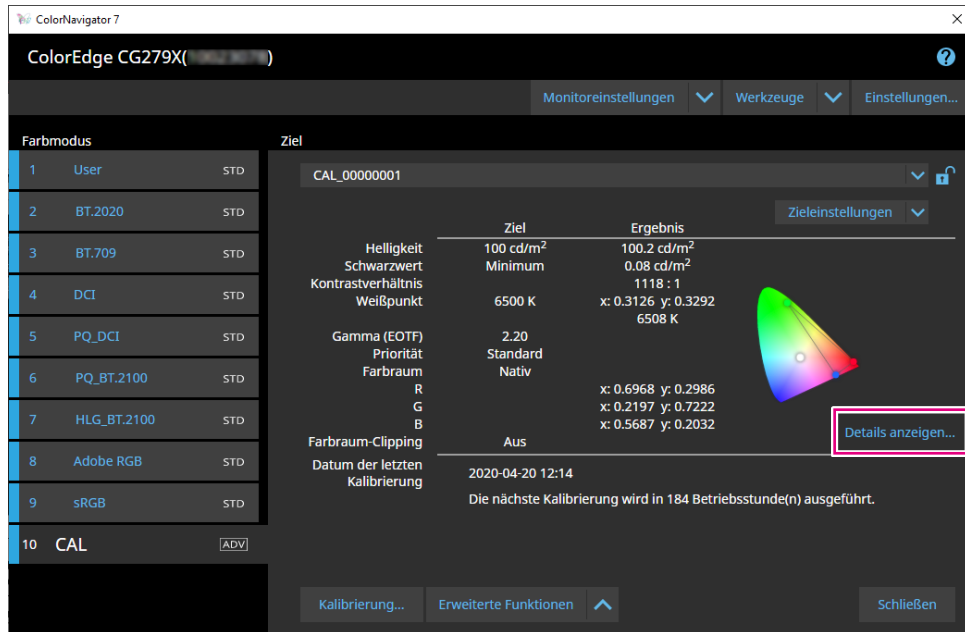 ColorNavigator 7
ColorEdge CG279X( )
Monitoreinstellungen Werkzeuge Einstellungen...
Farbmodus Ziel
1 User STD
CAL_00000001
2 BT.2020 STD
Zieleinstellungen
Ziel Ergebnis
3 BT.709 STD
Helligkeit 100 cd/m² 100.2 cd/m²
Schwarzwert Minimum 0.08 cd/m²
Kontrastverhältnis 1118 : 1
4 DCI STD
Weißpunkt 6500 K x: 0.3126 y: 0.3292
6508 K
5 PQ_DCI STD
Gamma (EOTF) 2.20
Priorität Standard
6 PQ_BT.2100 STD
Farbraum Nativ
R x: 0.6968 y: 0.2986
G x: 0.2197 y: 0.7222
7 HLG_BT.2100 STD
B x: 0.5687 y: 0.2032
Details anzeigen...
Farbraum-Clipping Aus
8 Adobe RGB STD
Datum der letzten
Kalibrierung 2020-04-20 12:14
9 sRGB STD
Die nächste Kalibrierung wird in 184 Betriebsstunde(n) ausgeführt.
10 CAL ADV
Kalibrierung... Erweiterte Funktionen Schließen